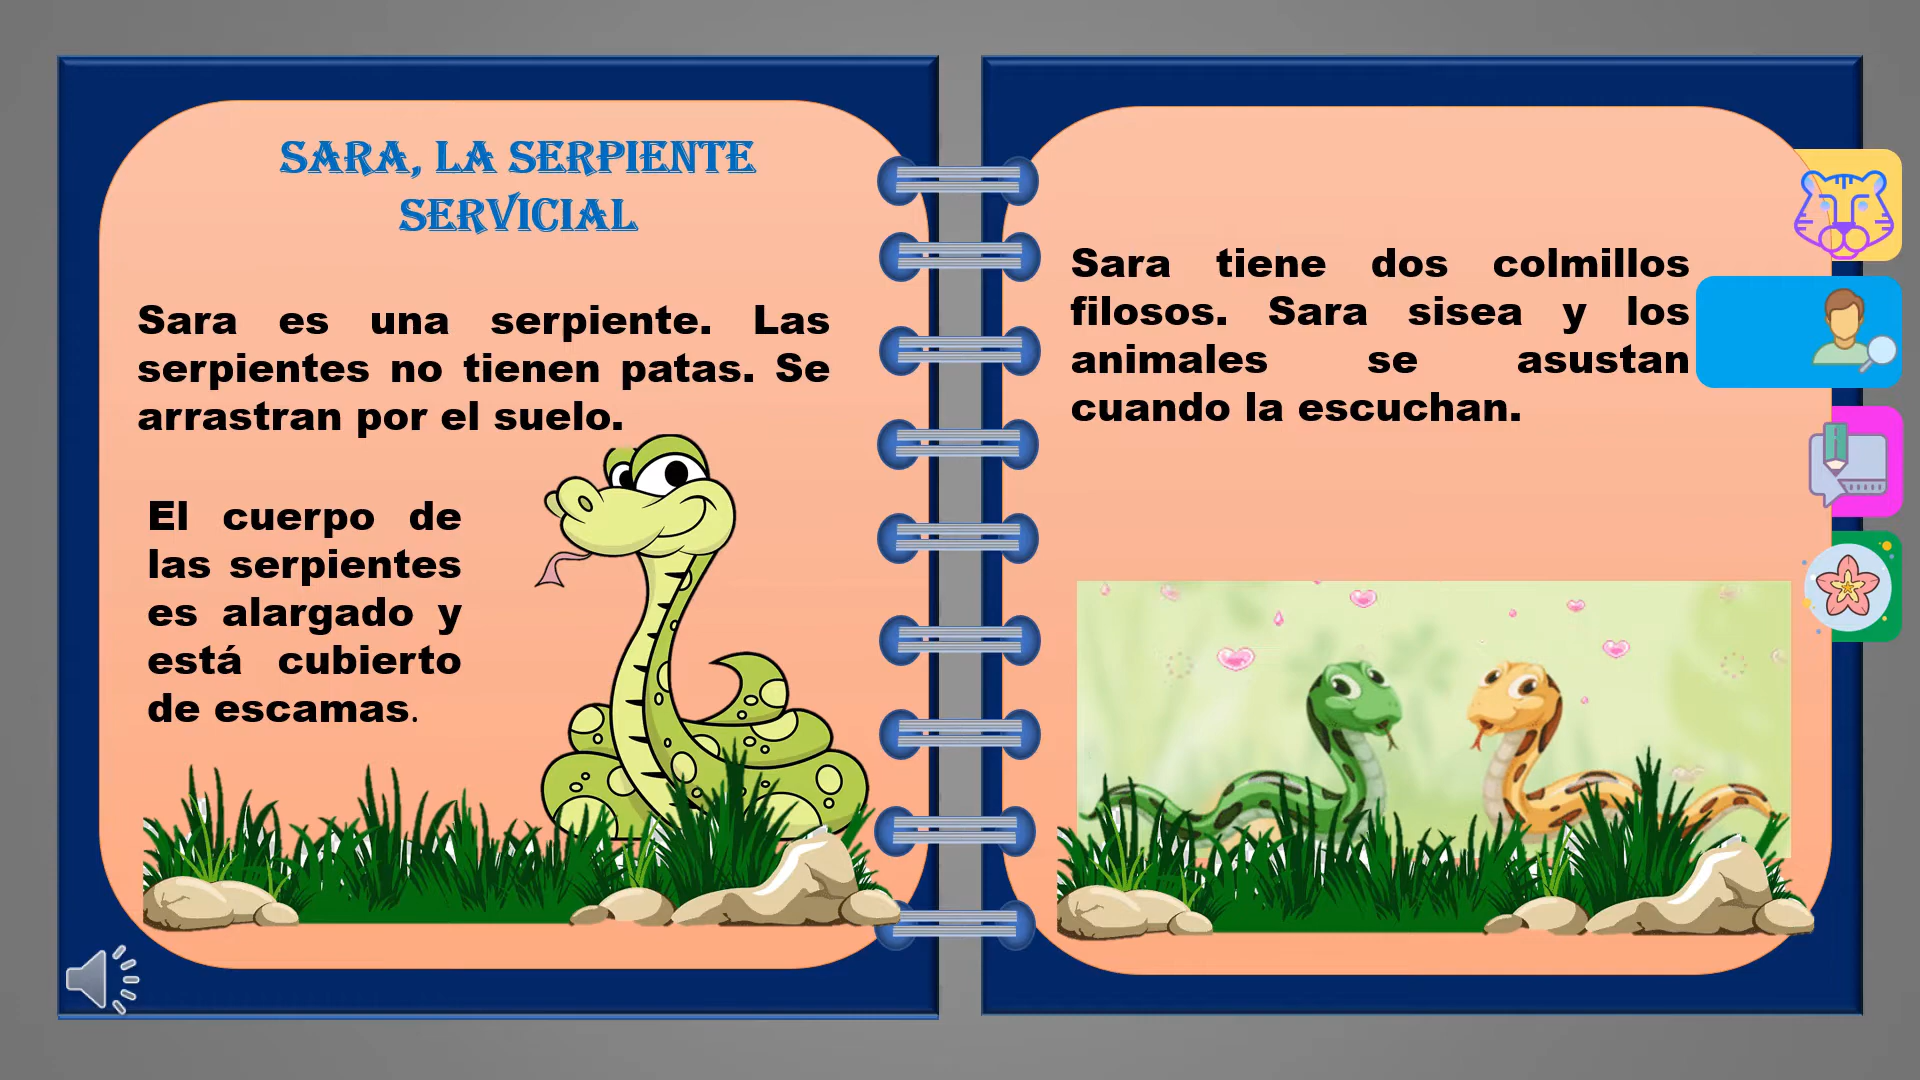 SARA, LA SERPIENTE
SERVICIAL
Sara es una serpiente. Las
serpientes no tienen patas. Se
arrastran por el suelo.
El cuerpo de
las serpientes
es alargado y
está cubierto
de escamas.
Sara tiene dos colmillos
filosos. Sara sisea y los
animales se asustan
cuando la escuchan.